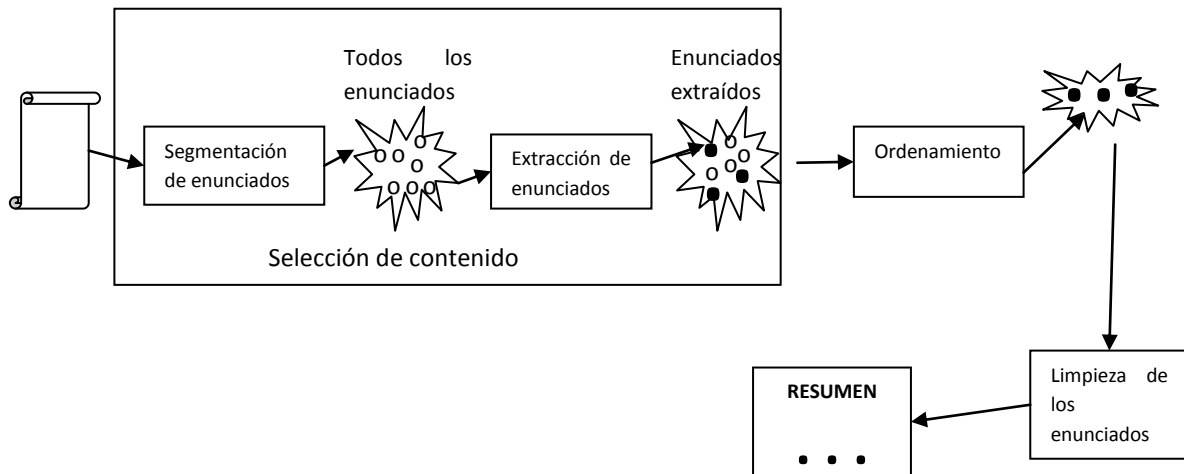 Todos los
enunciados
Enunciados
extraídos
Segmentación
de enunciados
Extracción de
enunciados
Ordenamiento
Selección de contenido
Limpieza de
los
enunciados
RESUMEN